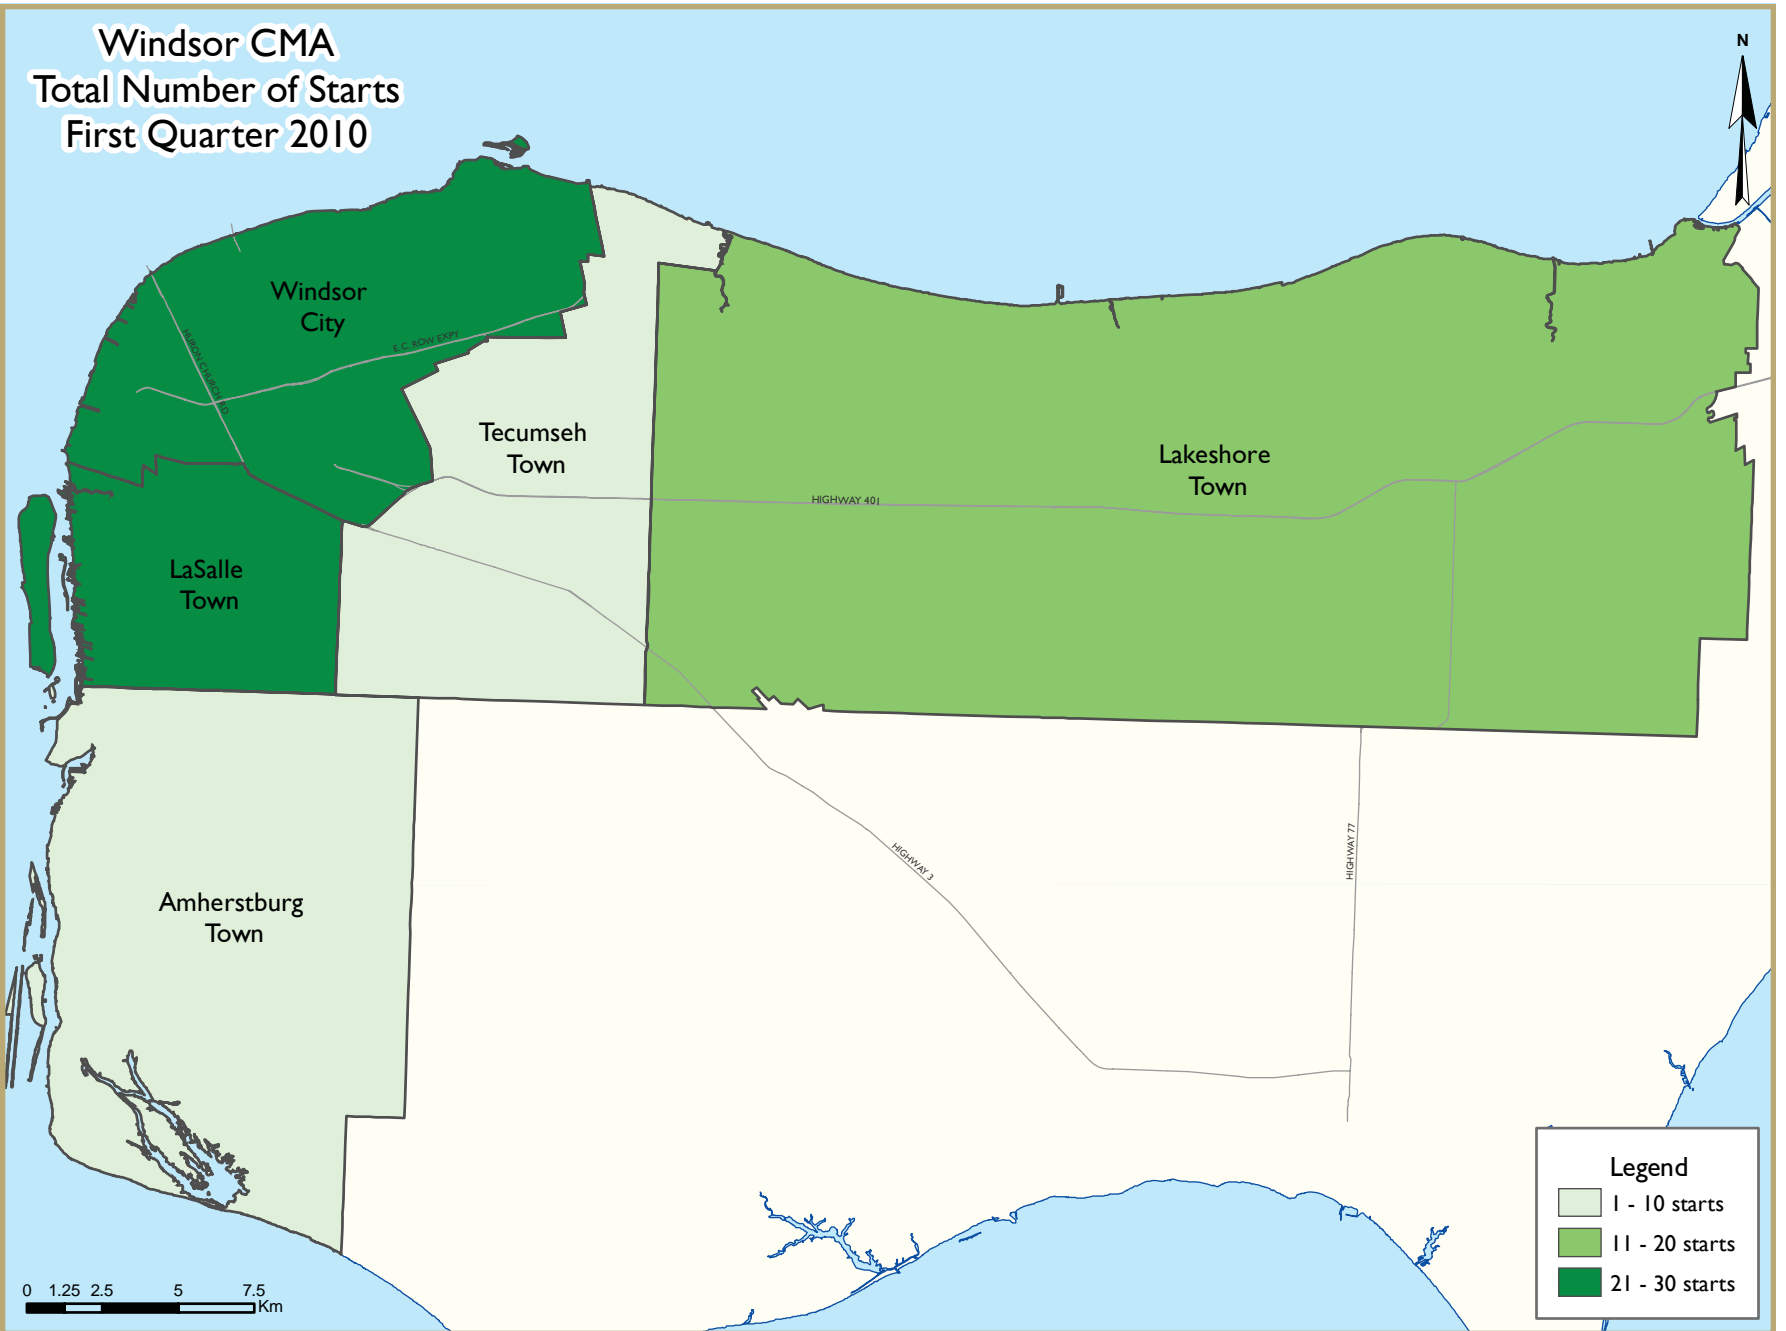 Windsor CMA
Total Number of Starts
First Quarter 2010
N
Windsor
City
HURON CHURCH RD
E.C. ROW EXPY
Tecumseh
Town
Lakeshore
Town
HIGHWAY 401
LaSalle
Town
HIGHWAY 3
HIGHWAY 77
Amherstburg
Town
Legend
1 - 10 starts
11 - 20 starts
21 - 30 starts
0 1.25 2.5 5 7.5
Km